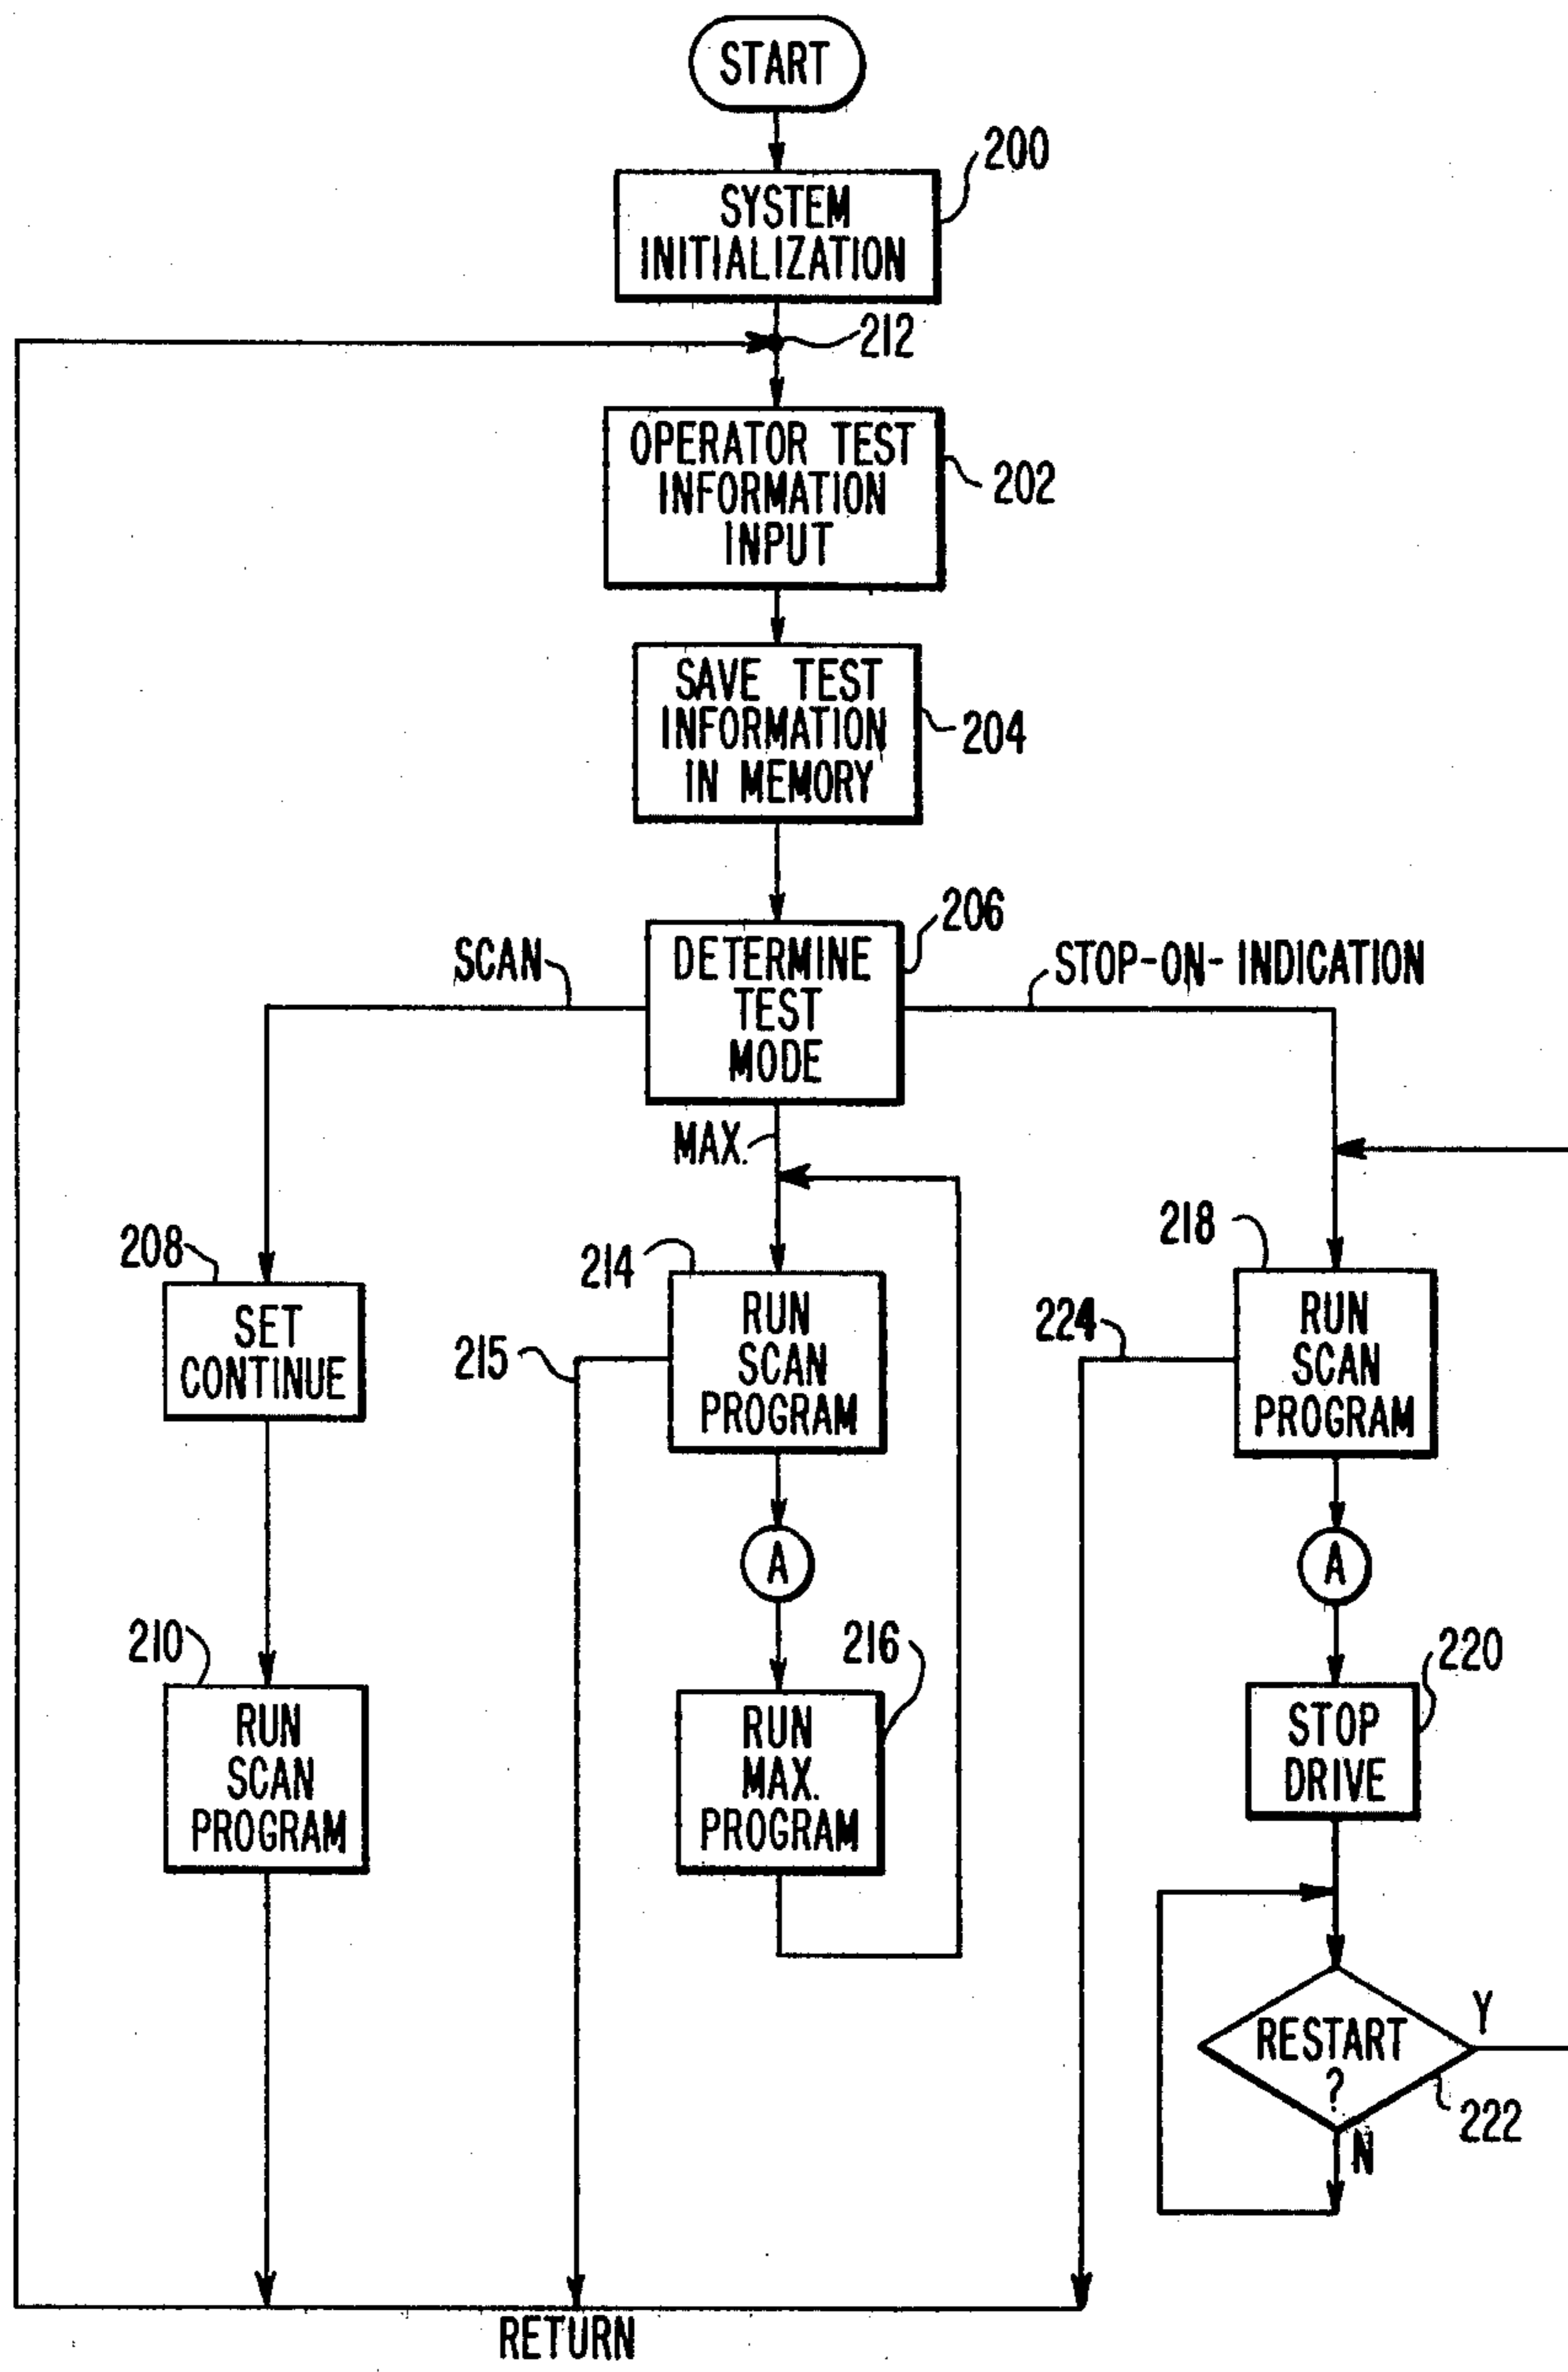 START
200
SYSTEM
INITIALIZATION
212
OPERATOR TEST
INFORMATION
INPUT
202
SAVE TEST
INFORMATION
IN MEMORY
204
206
SCAN
DETERMINE
TEST
MODE
STOP-ON-INDICATION
MAX.
208
SET
CONTINUE
214
RUN
SCAN
PROGRAM
215
218
RUN
SCAN
PROGRAM
224
A
A
210
RUN
SCAN
PROGRAM
216
RUN
MAX.
PROGRAM
220
STOP
DRIVE
RESTART
?
Y
222
N
RETURN